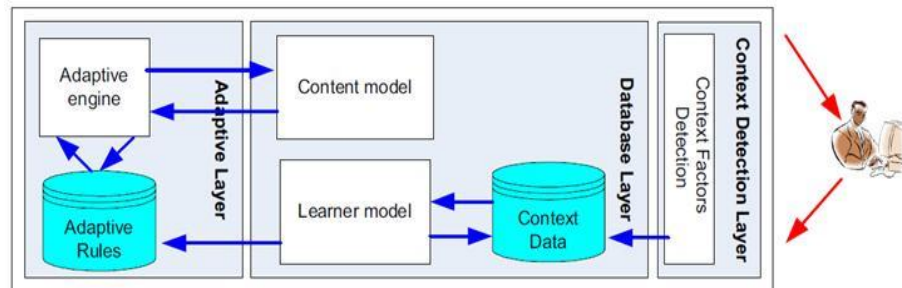 Adaptive
engine
Adaptive
Rules
Adaptive Layer
Content model
Learner model
Context
Data
Database Layer
Context Factors
Detection
Context Detection Layer